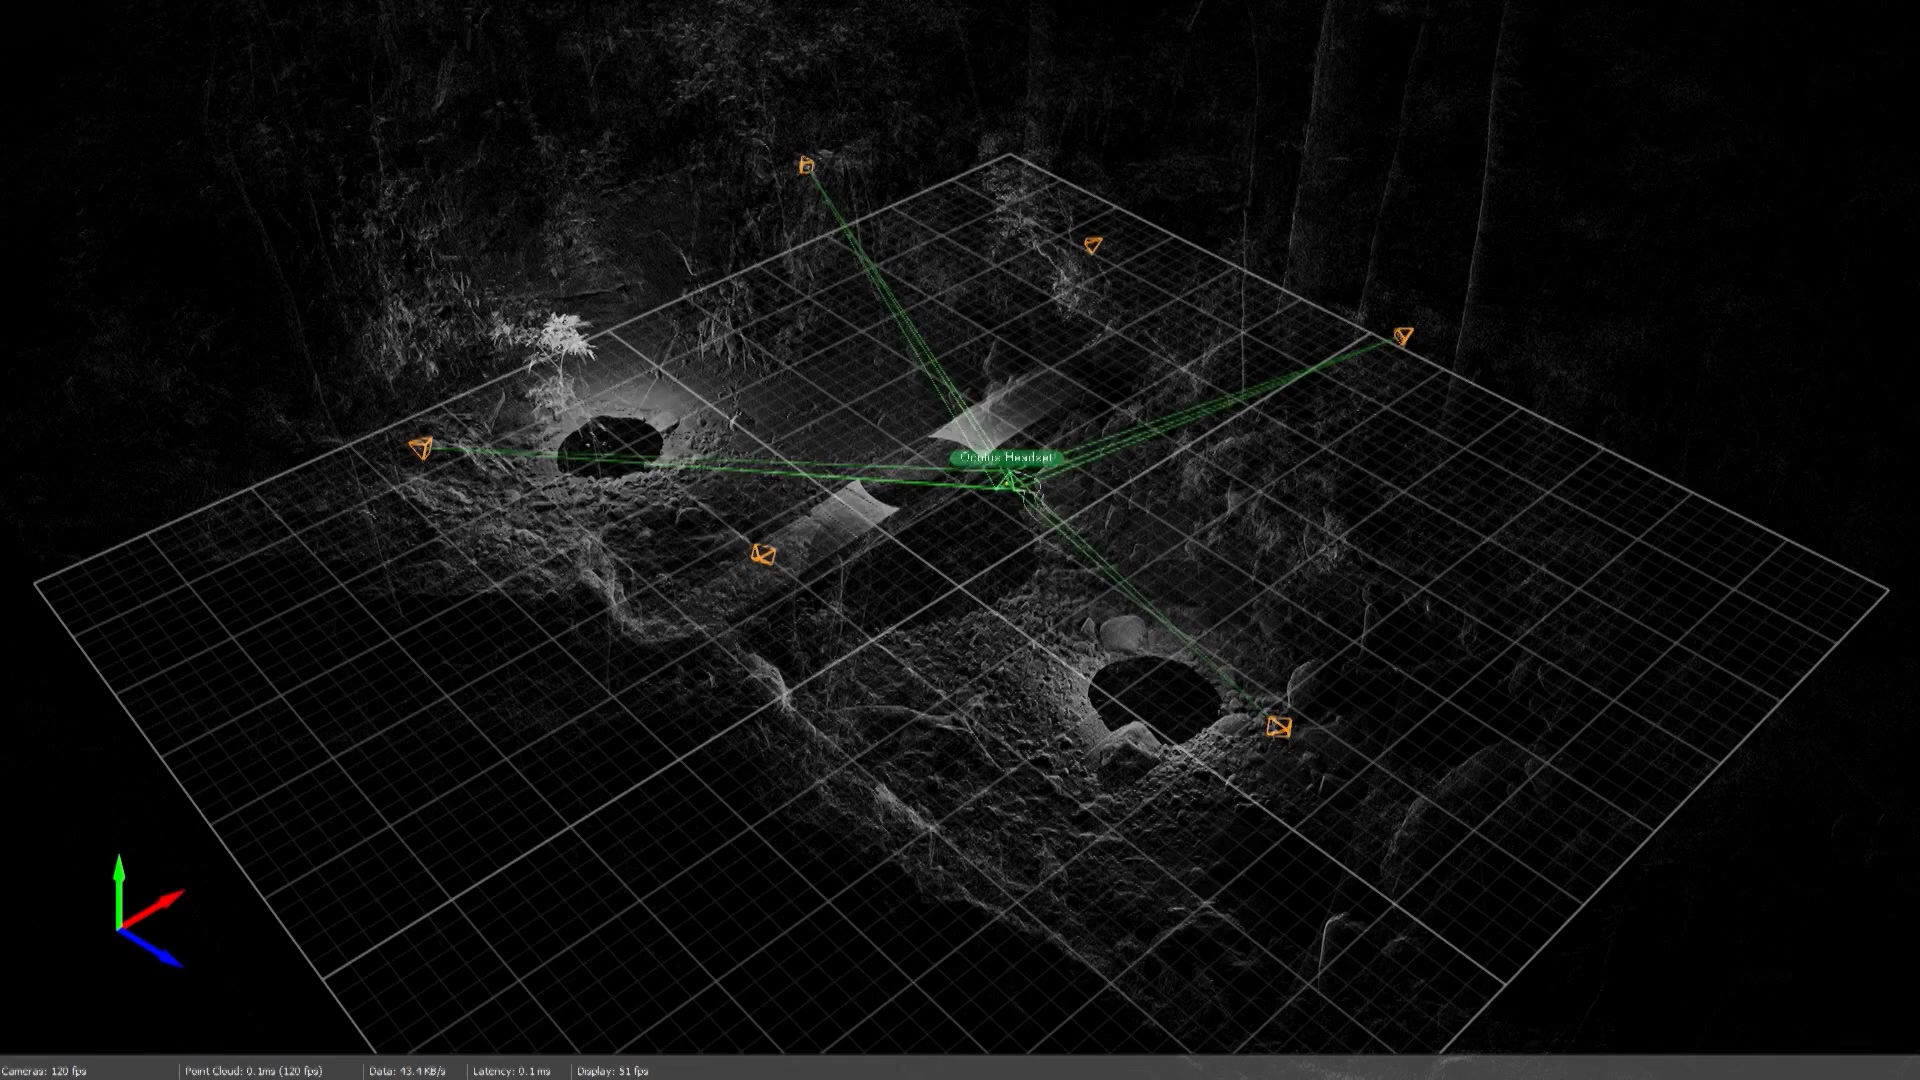 Oculus Headset
Cameras: 120 fps
Point Cloud: 0.1ms (120 fps)
Data: 43.4 KB/s
Latency: 0.1 ms
Display: 51 fps